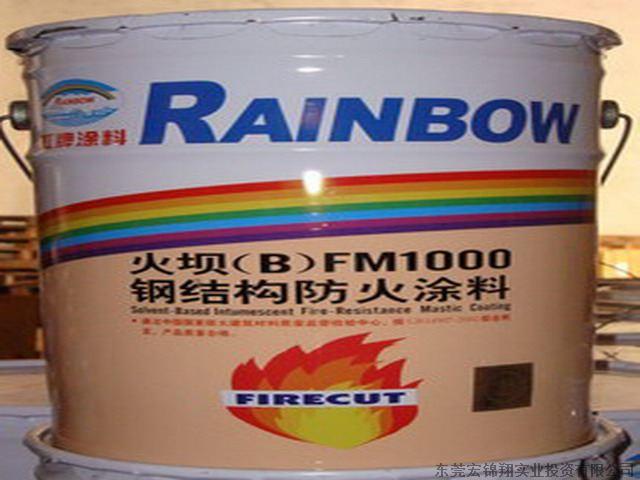 RAINBOW
RAINBOW
虹牌涂料
火坝（B）FM1000
钢结构防火涂料
Solvent-Based Intumescent Fire-Resistance Mastic Coating
FIRECUT
东莞宏锦翔实业投资有限公司